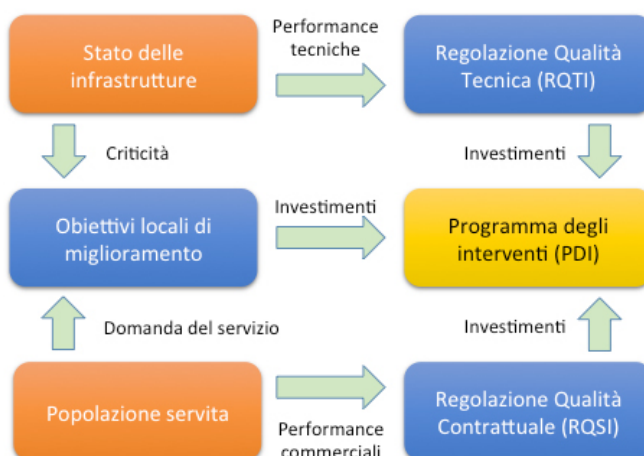 Performance
tecniche
Stato delle
infrastrutture
Regolazione Qualità
Tecnica (RQTI)
Criticità
Investimenti
Obiettivi locali di
miglioramento
Investimenti
Programma degli
interventi (PDI)
Domanda del servizio
Investimenti
Popolazione servita
Performance
commerciali
Regolazione Qualità
Contrattuale (RQSI)